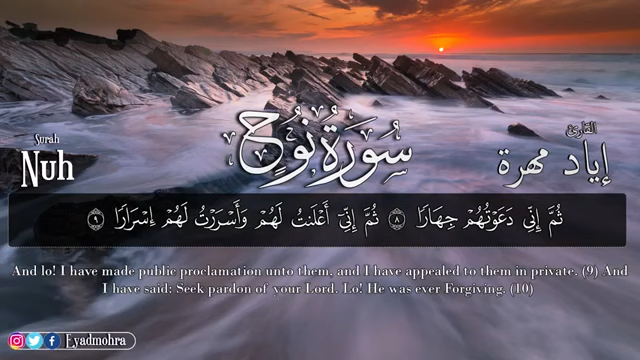 Surah
Nuh
سُورَةُ نُوحٍ
القارئ
إياد مهرة
ثُمَّ إِنِّي دَعَوْتُهُمْ جِهَارًا ٨ ثُمَّ إِنِّيٓ أَعْلَنتُ لَهُمْ وَأَسْرَرْتُ لَهُمْ إِسْرَارًا ٩
And lo! I have made public proclamation unto them, and I have appealed to them in private. (9) And
I have said: Seek pardon of your Lord. Lo! He was ever Forgiving. (10)
Eyadmohra